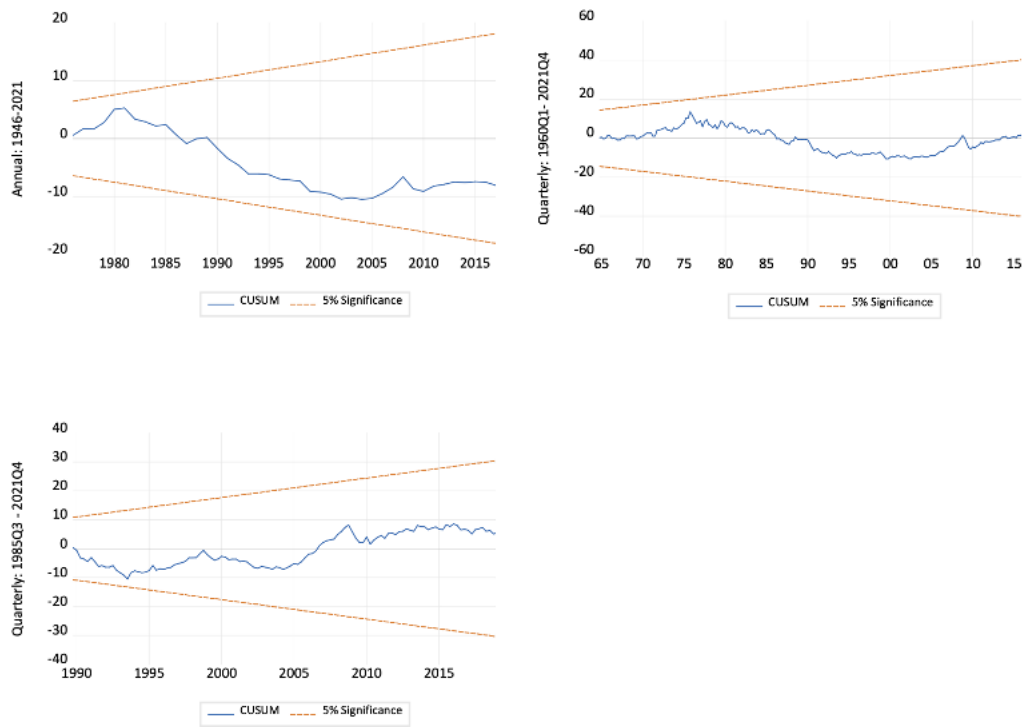 Annual: 1946-2021
20
10
0
-10
-20
1980 1985 1990 1995 2000 2005 2010 2015
CUSUM 5% Significance
Quarterly: 1960Q1- 2021Q4
60
40
20
0
-20
-40
-60
65 70 75 80 85 90 95 00 05 10 15
CUSUM 5% Significance
Quarterly: 1985Q3 - 2021Q4
40
30
20
10
0
-10
-20
-30
-40
1990 1995 2000 2005 2010 2015
CUSUM 5% Significance